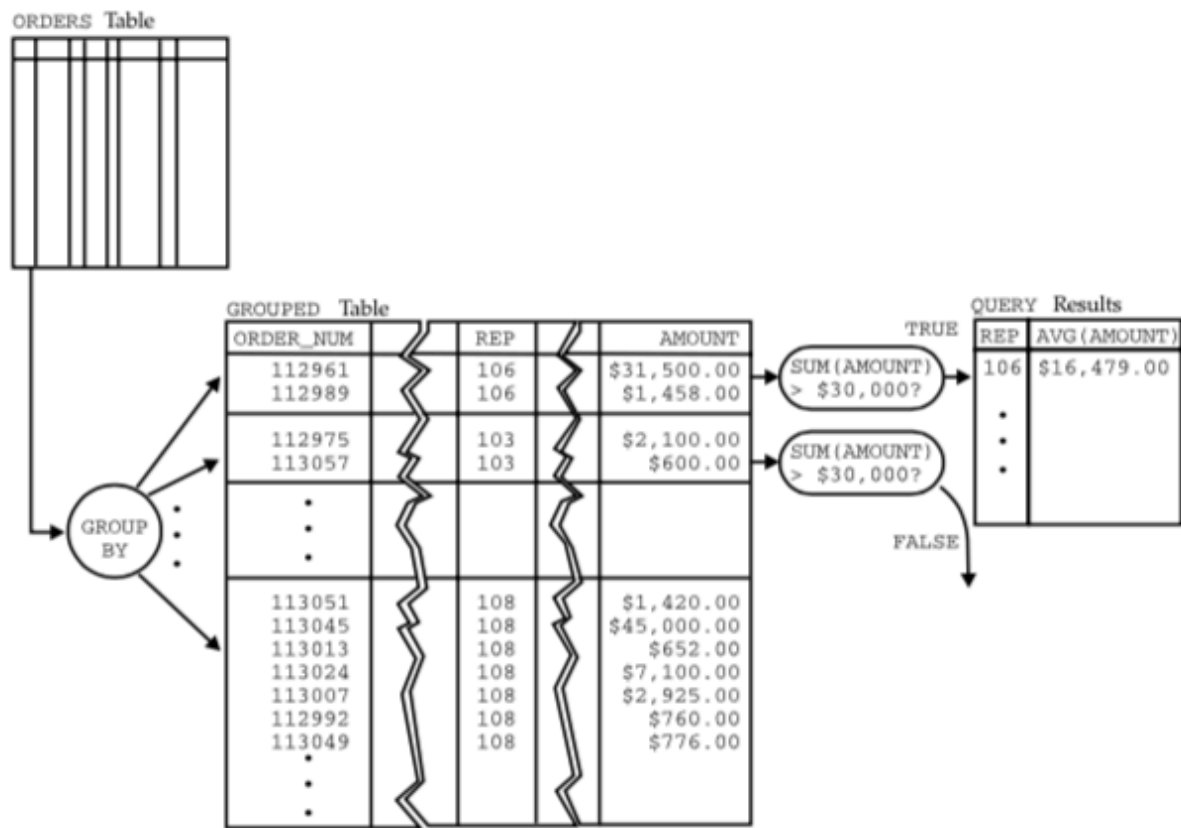 ORDERS Table
GROUPED Table
ORDER_NUM REP AMOUNT
112961 106 $31,500.00
112989 106 $1,458.00
112975 103 $2,100.00
113057 103 $600.00
113051 108 $1,420.00
113045 108 $45,000.00
113013 108 $652.00
113024 108 $7,100.00
113007 108 $2,925.00
112992 108 $760.00
113049 108 $776.00
GROUP
BY
TRUE
SUM(AMOUNT)
> $30,000?
SUM(AMOUNT)
> $30,000?
FALSE
QUERY Results
REP AVG(AMOUNT)
106 $16,479.00